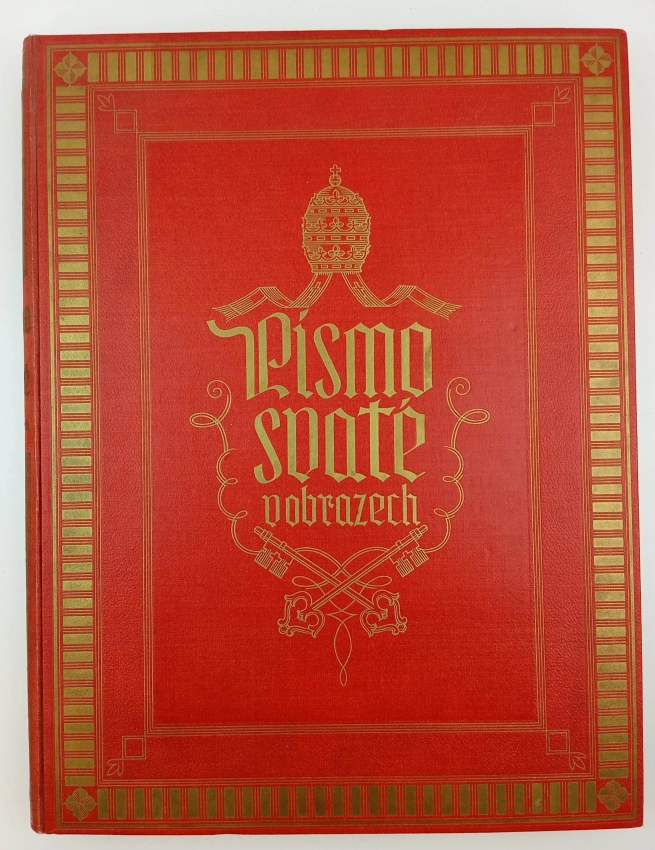 Písmo
svaté
v obrazech